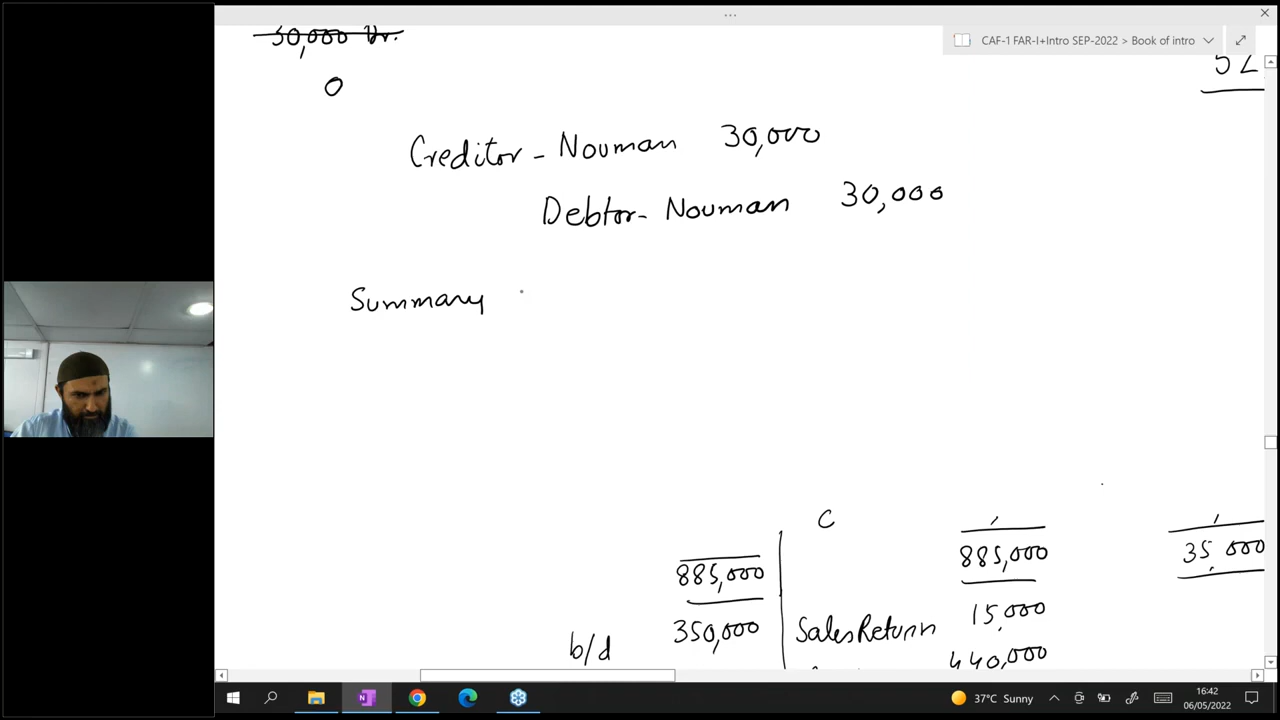 CAF-1 FAR-I+Intro SEP-2022 > Book of intro
30,000 Dr.
0
52
Creditor - Nouman 30,000
Debtor - Nouman 30,000
Summary
C
885,000 885,000 35,000
350,000 Sales Return 15,000
b/d 440,000
37°C Sunny
16:42
06/05/2022